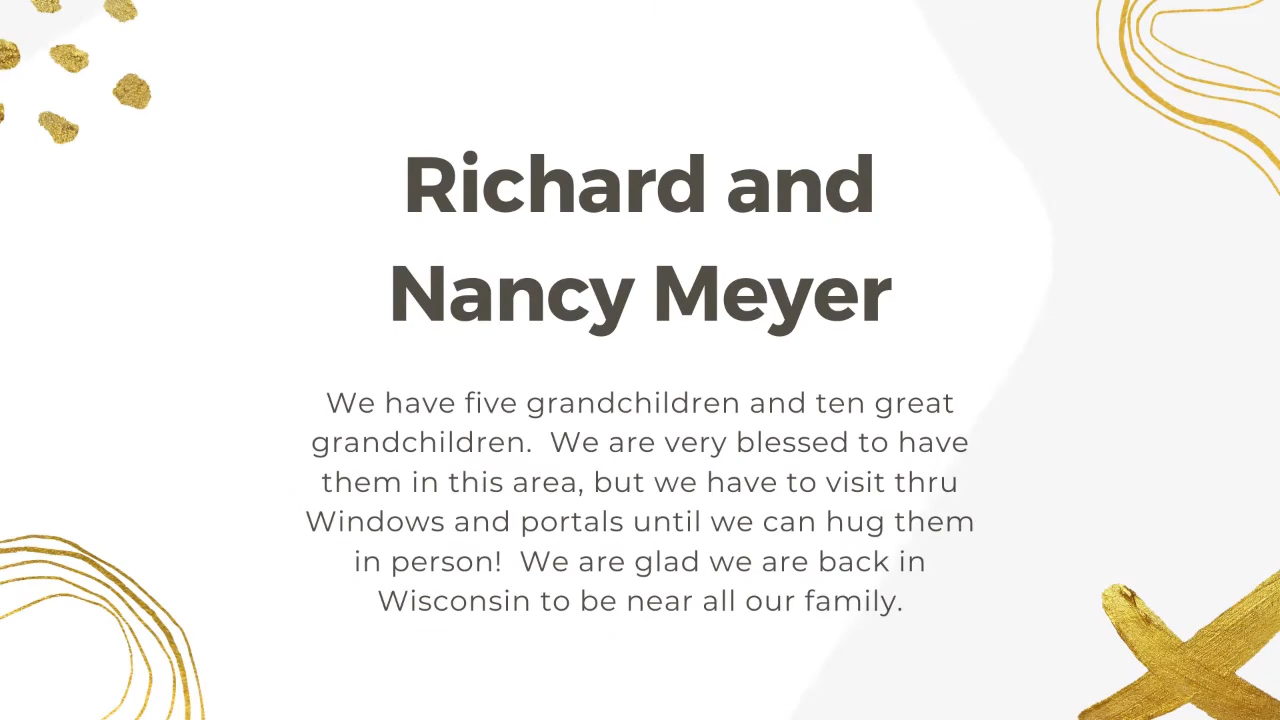 Richard and
Nancy Meyer
We have five grandchildren and ten great
grandchildren.  We are very blessed to have
them in this area, but we have to visit thru
Windows and portals until we can hug them
in person!  We are glad we are back in
Wisconsin to be near all our family.